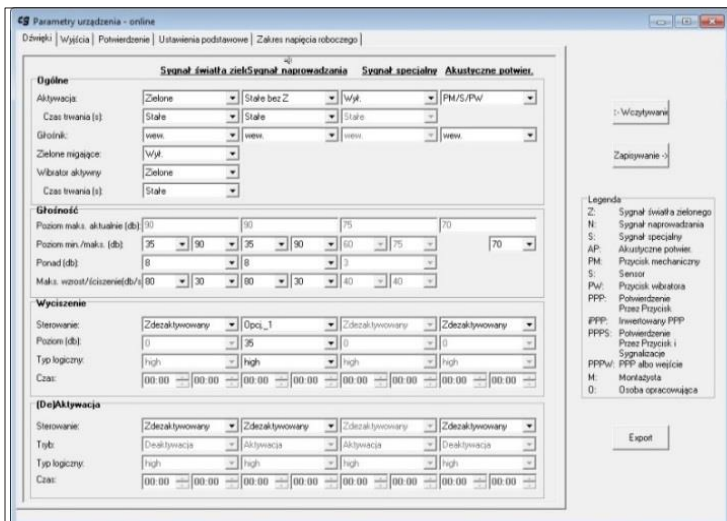 cg Parametry urządzenia - online
Dźwięki | Wyjścia | Potwierdzenie | Ustawienia podstawowe | Zakres napięcia roboczego
Sygnał światła ziel Sygnał naprowadzania Sygnał specjalny Akustyczne potwier.
Ogólne
Aktywacja: Zielone Stałe bez Z Wył. PM/S/PW
Czas trwania (s): Stałe Stałe Stałe
Głośnik: wew. wew. wew. wew.
Zielone migające: Wył.
Wibrator aktywny Zielone
Czas trwania (s): Stałe
Głośność
Poziom maks. aktualnie (db): 90 90 75 70
Poziom min./maks. (db): 35 90 35 90 60 75 70
Ponad (db): 8 8 3
Maks. wzrost/ściszenie(db/s 80 30 80 30 40 40
Wyciszenie
Sterowanie: Zdezaktywowany Opcj._1 Zdezaktywowany Zdezaktywowany
Poziom (db): 0 35 0 0
Typ logiczny: high high high high
Czas: 00:00 00:00 00:00 00:00 00:00 00:00 00:00 00:00
(De)Aktywacja
Sterowanie: Zdezaktywowany Zdezaktywowany Zdezaktywowany Zdezaktywowany
Tryb: Deaktywacja Aktywacja Aktywacja Deaktywacja
Typ logiczny: high high high high
Czas: 00:00 00:00 00:00 00:00 00:00 00:00 00:00 00:00
:- Wczytywanie
Zapisywanie ->
Legenda
Z: Sygnał światła zielonego
N: Sygnał naprowadzania
S: Sygnał specjalny
AP: Akustyczne potwier.
PM: Przycisk mechaniczny
S: Sensor
PW: Przycisk wibratora
PPP: Potwierdzenie
Przez Przycisk
iPPP: Inwertowany PPP
PPPS: Potwierdzenie
Przez Przycisk i
Sygnalizacje
PPPW: PPP albo wejście
M: Montażysta
O: Osoba opracowująca
Export